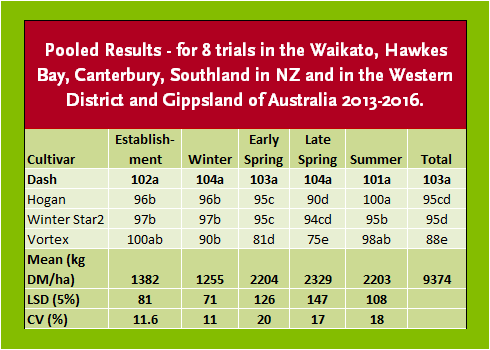 Pooled Results - for 8 trials in the Waikato, Hawkes
Bay, Canterbury, Southland in NZ and in the Western
District and Gippsland of Australia 2013-2016.
Cultivar Establish-ment Winter Early Spring Late Spring Summer Total
Dash 102a 104a 103a 104a 101a 103a
Hogan 96b 96b 95c 90d 100a 95cd
Winter Star2 97b 97b 95c 94cd 95b 95d
Vortex 100ab 90b 81d 75e 98ab 88e
Mean (kg DM/ha) 1382 1255 2204 2329 2203 9374
LSD (5%) 81 71 126 147 108
CV (%) 11.6 11 20 17 18